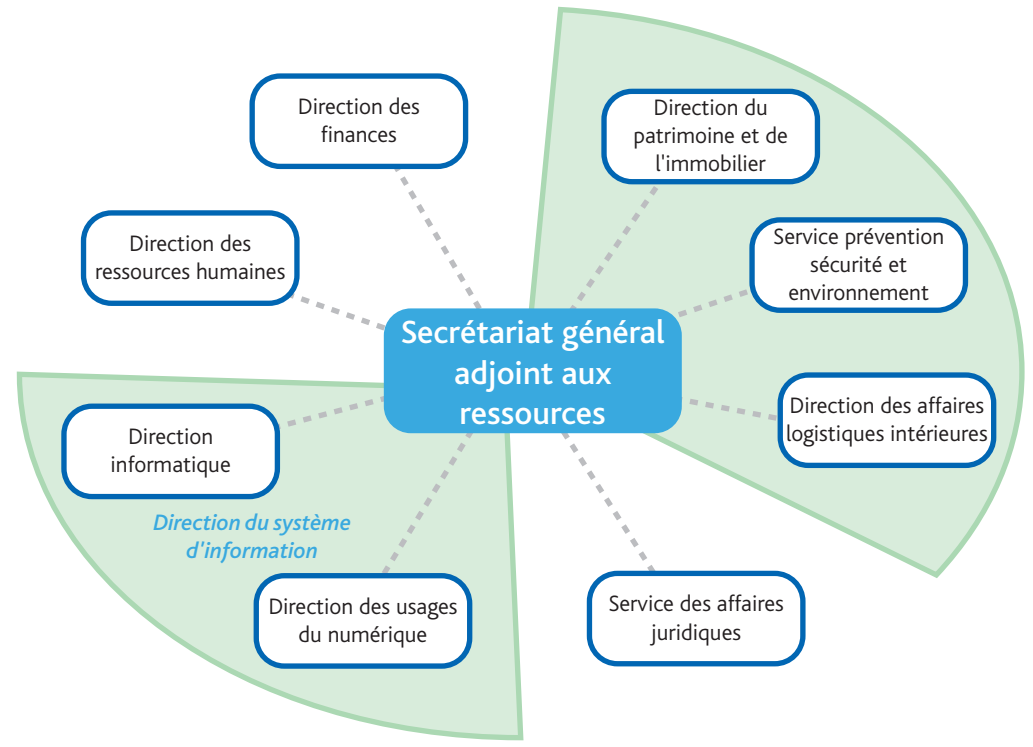 Direction des
finances
Direction du
patrimoine et de
l'immobilier
Direction des
ressources humaines
Service prévention
sécurité et
environnement
Secrétariat général
adjoint aux
ressources
Direction
informatique
Direction des affaires
logistiques intérieures
Direction du système
d'information
Direction des usages
du numérique
Service des affaires
juridiques